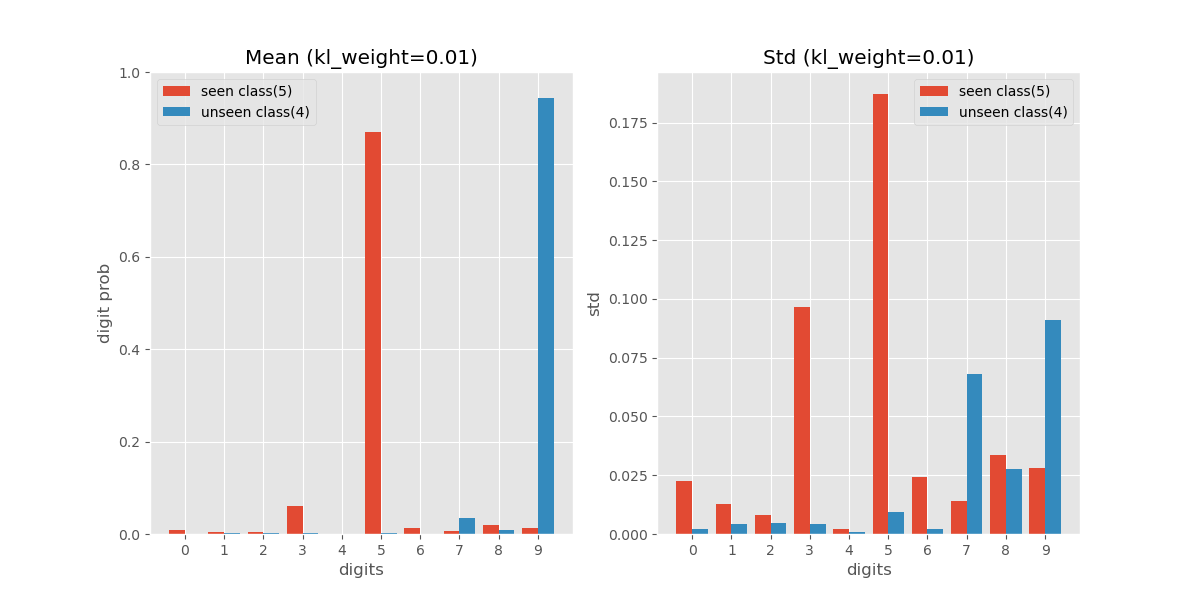 Mean (kl_weight=0.01)
seen class(5)
unseen class(4)
1.0
0.8
0.6
0.4
0.2
0.0
digit prob
0 1 2 3 4 5 6 7 8 9
digits
Std (kl_weight=0.01)
seen class(5)
unseen class(4)
0.175
0.150
0.125
0.100
0.075
0.050
0.025
0.000
std
0 1 2 3 4 5 6 7 8 9
digits